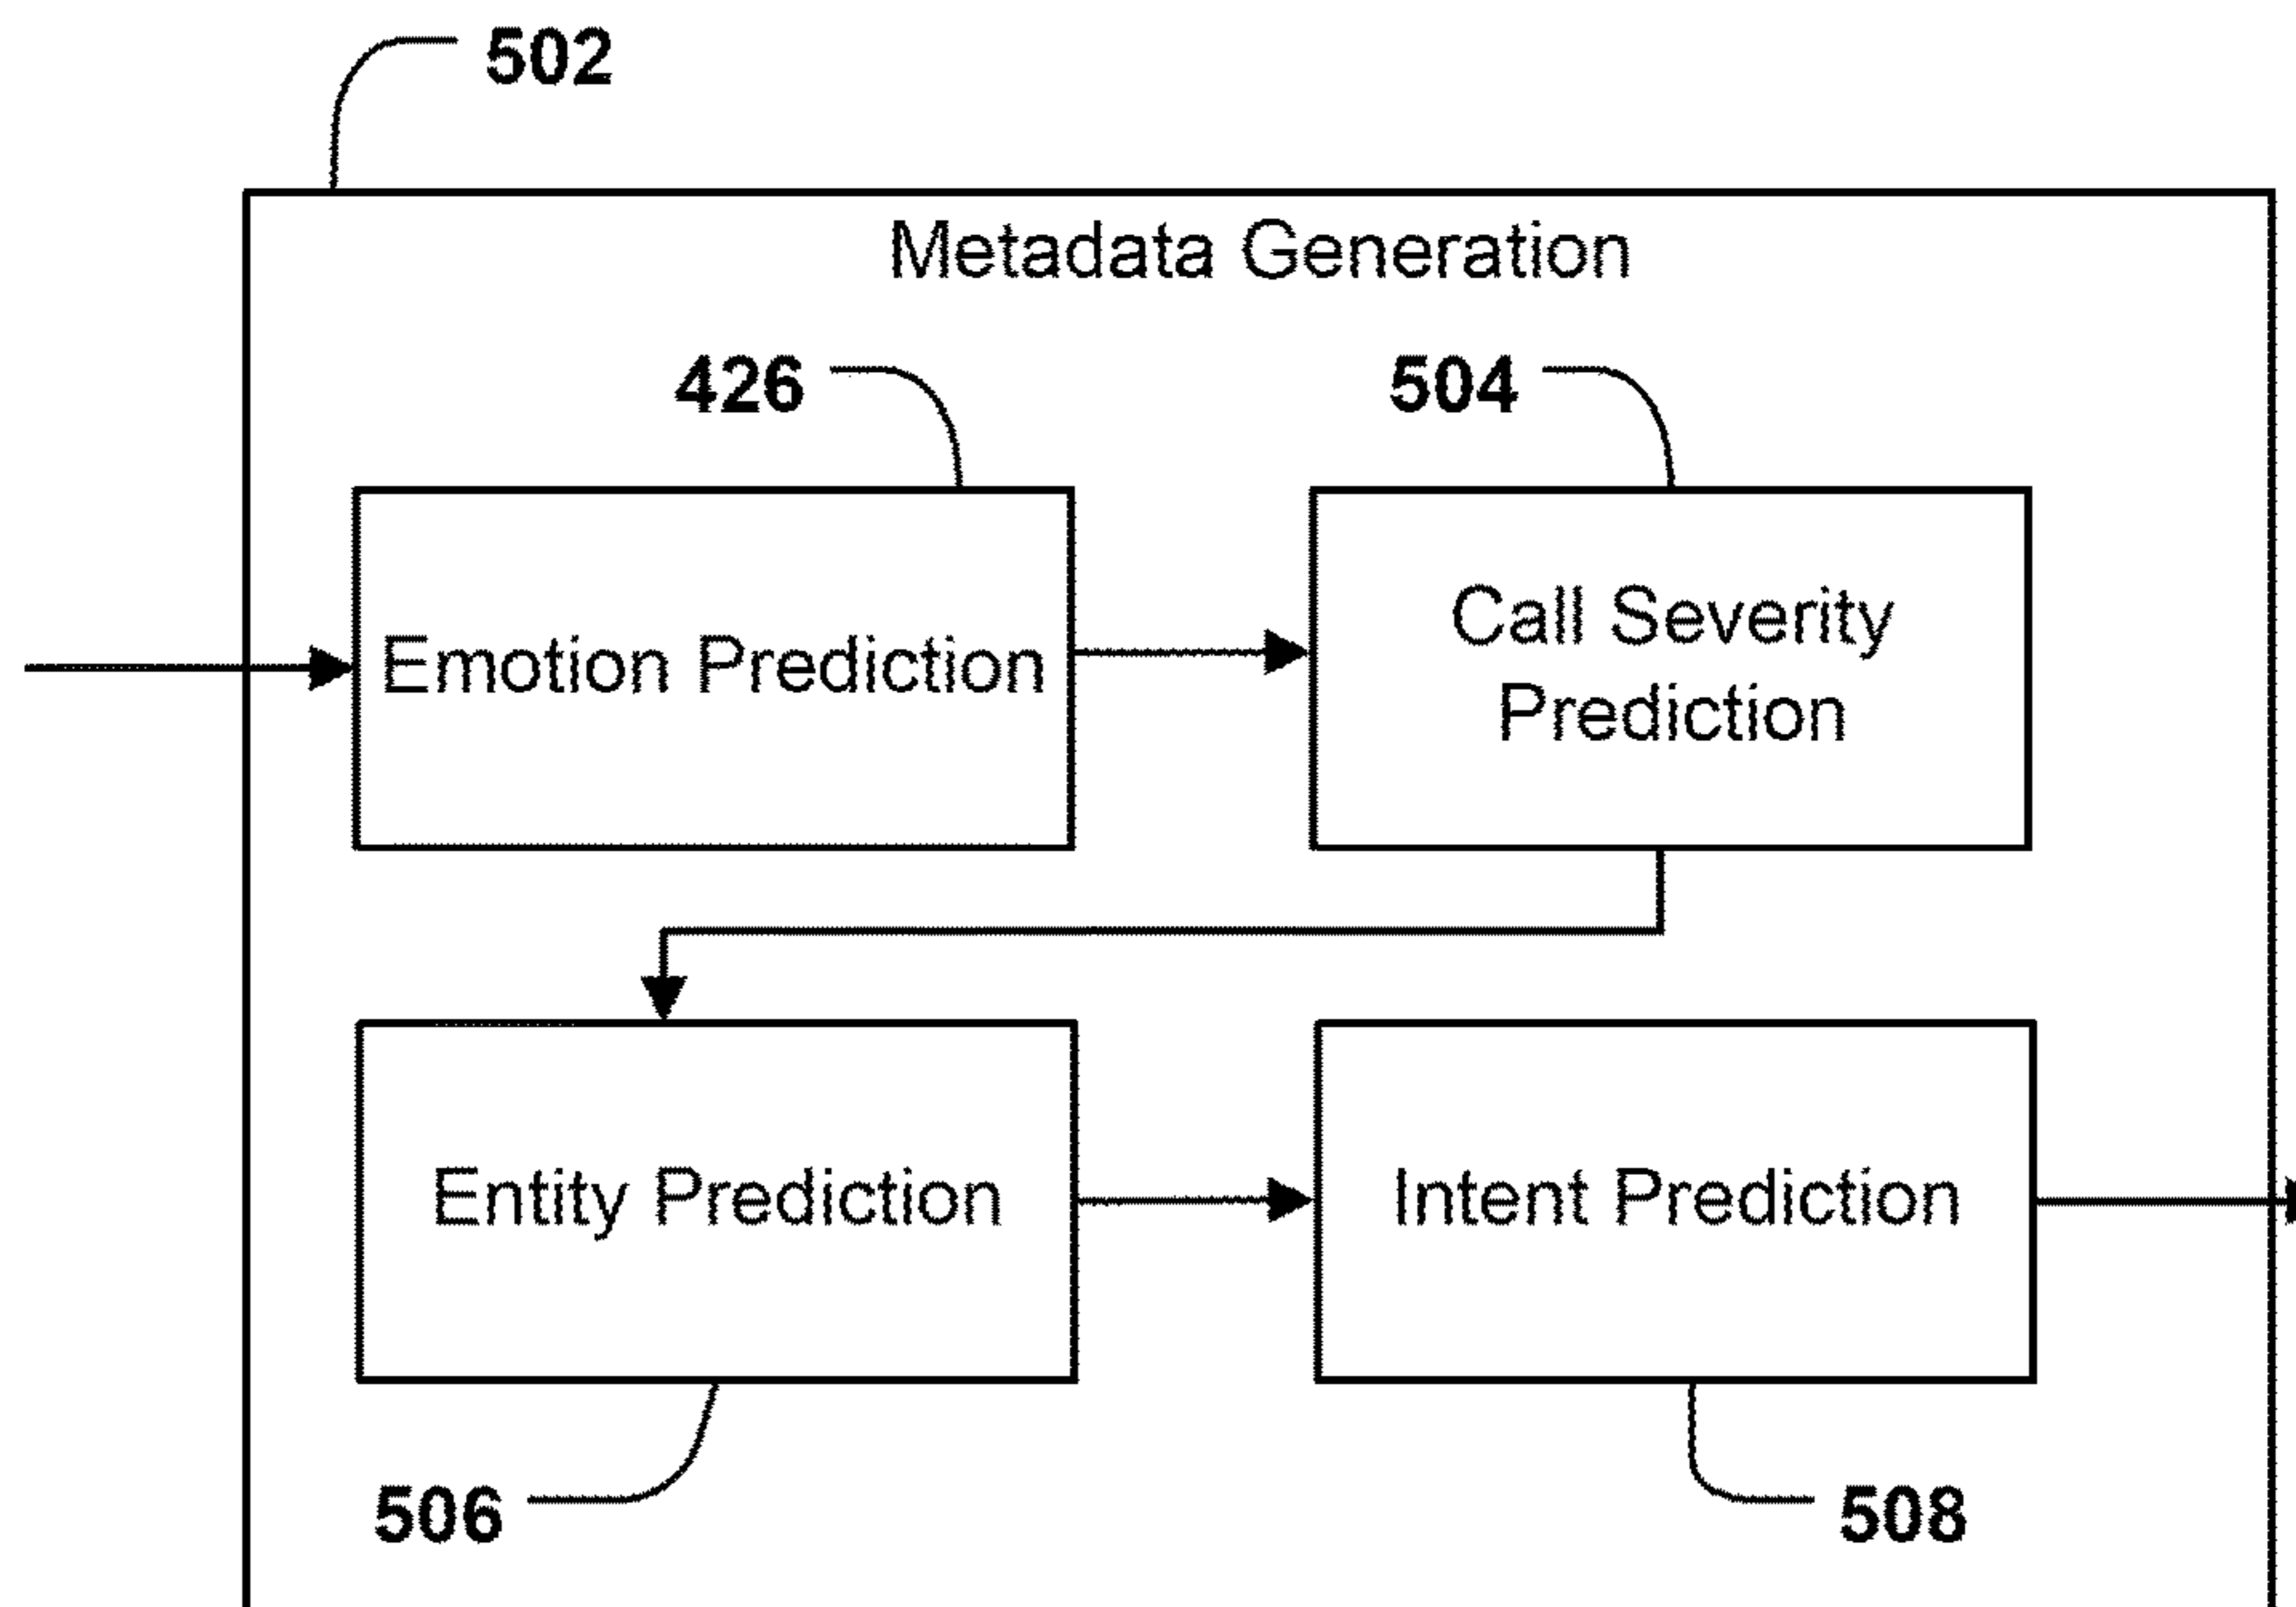 502
Metadata Generation
426
504
Emotion Prediction
Call Severity
Prediction
Entity Prediction
Intent Prediction
506
508